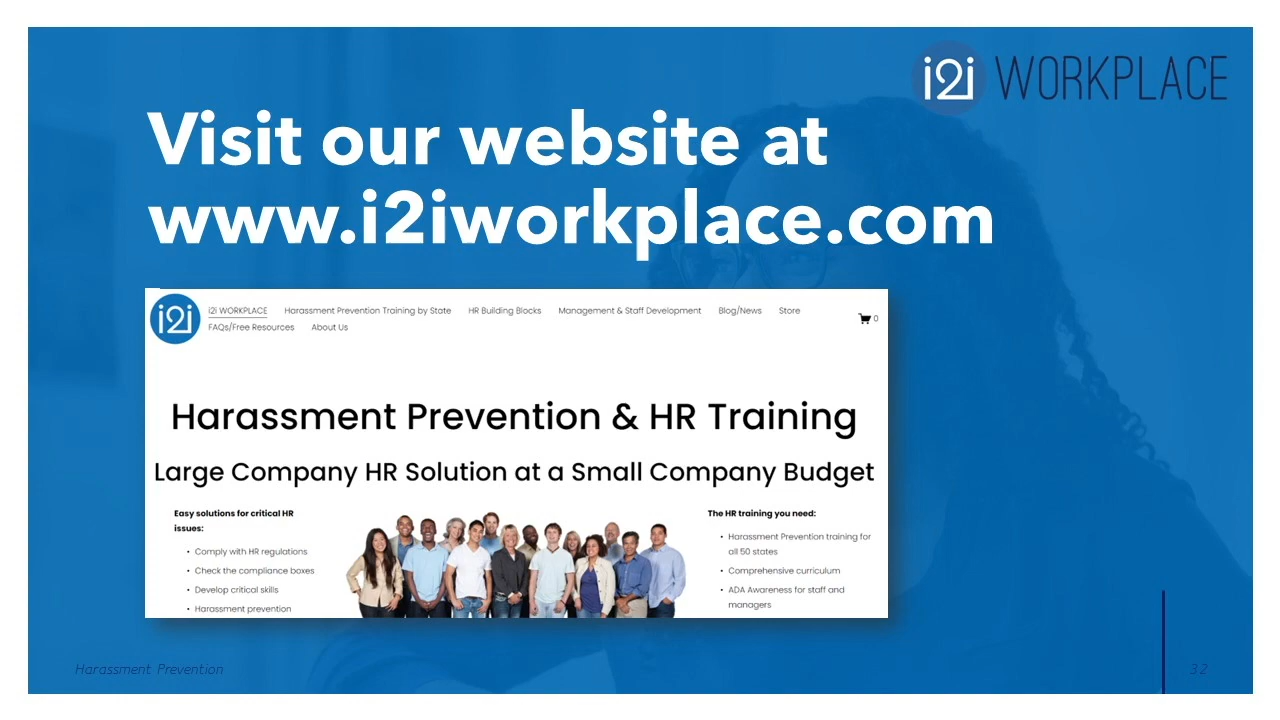 i2i WORKPLACE
Visit our website at
www.i2iworkplace.com
i2i
i2i WORKPLACE Harassment Prevention Training by State HR Building Blocks Management & Staff Development Blog/News Store
FAQs/Free Resources About Us
0
Harassment Prevention & HR Training
Large Company HR Solution at a Small Company Budget
Easy solutions for critical HR
issues:
• Comply with HR regulations
• Check the compliance boxes
• Develop critical skills
• Harassment prevention
The HR training you need:
• Harassment Prevention training for
all 50 states
• Comprehensive curriculum
• ADA Awareness for staff and
managers
Harassment Prevention
32